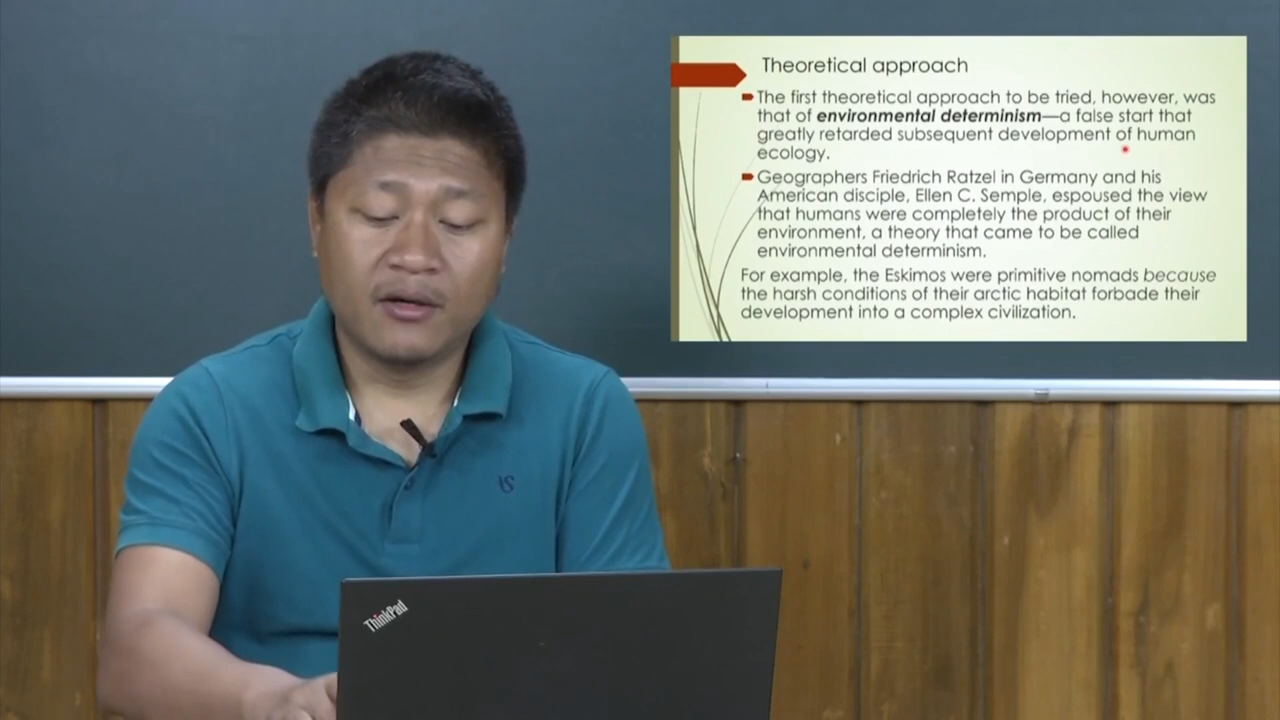 Theoretical approach
The first theoretical approach to be tried, however, was
that of environmental determinism—a false start that
greatly retarded subsequent development of human
ecology.
Geographers Friedrich Ratzel in Germany and his
American disciple, Ellen C. Semple, espoused the view
that humans were completely the product of their
environment, a theory that came to be called
environmental determinism.
For example, the Eskimos were primitive nomads because
the harsh conditions of their arctic habitat forbade their
development into a complex civilization.
ThinkPad